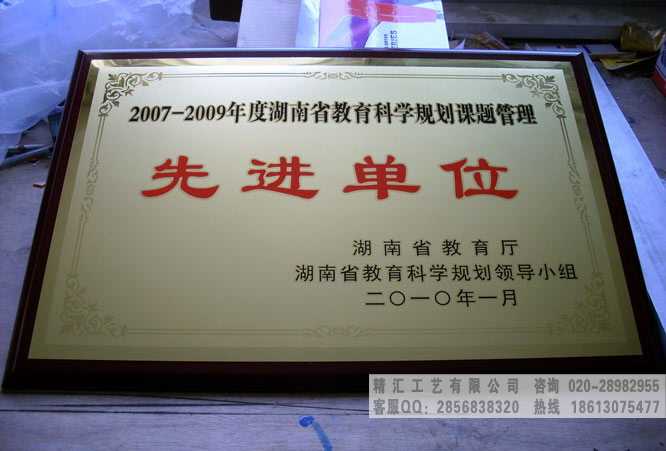 2007-2009年度湖南省教育科学规划课题管理
先进单位
湖南省教育厅
湖南省教育科学规划领导小组
二〇一〇年一月
精汇工艺有限公司 咨询 020-28982955
客服QQ: 2856838320 热线 18613075477